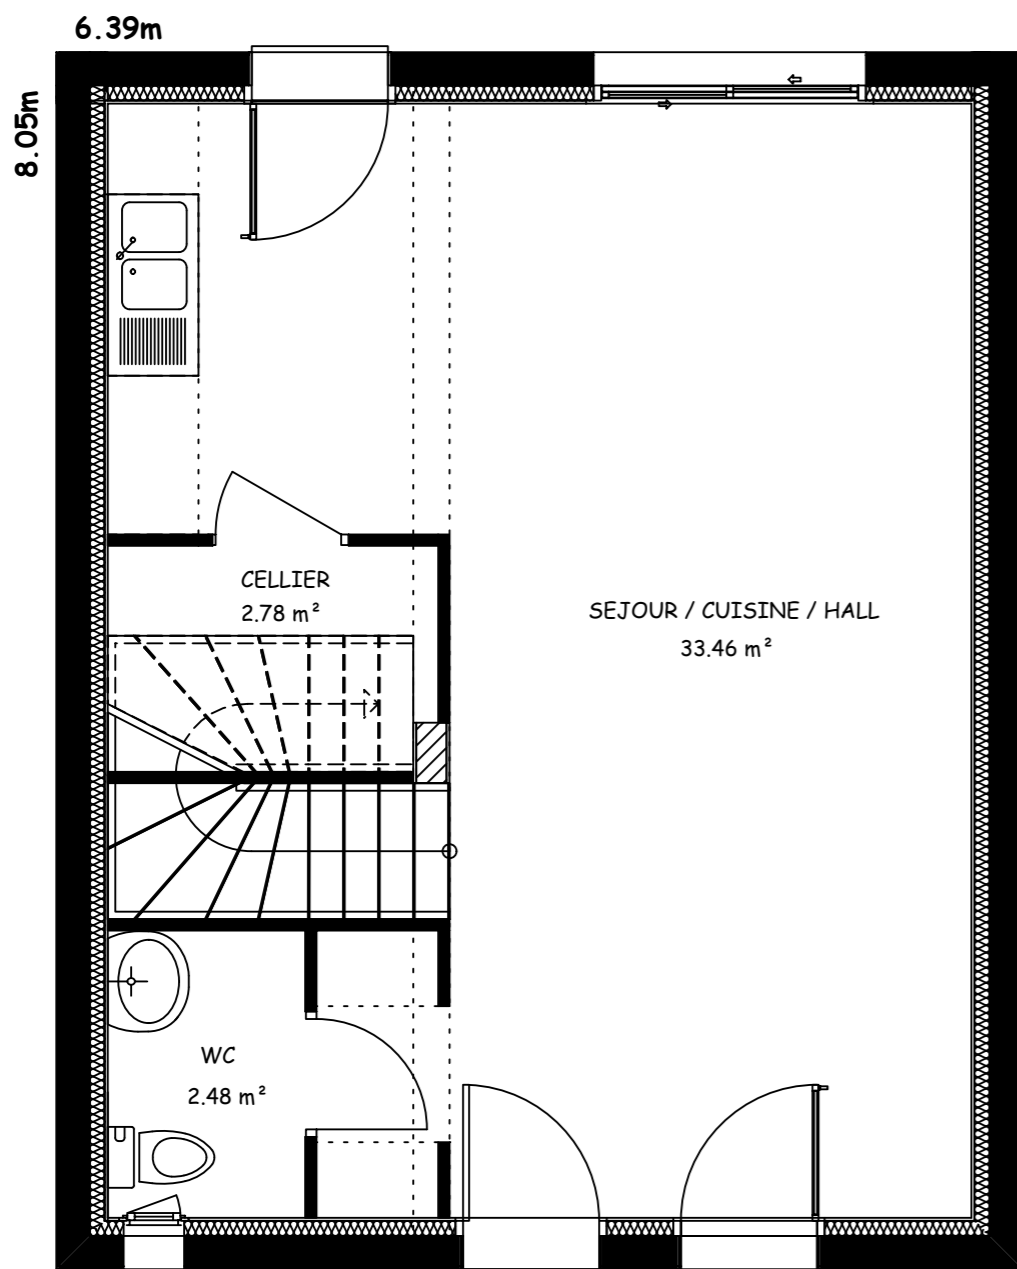 6.39m
8.05m
CELLIER
2.78 m²
SEJOUR / CUISINE / HALL
33.46 m²
WC
2.48 m²